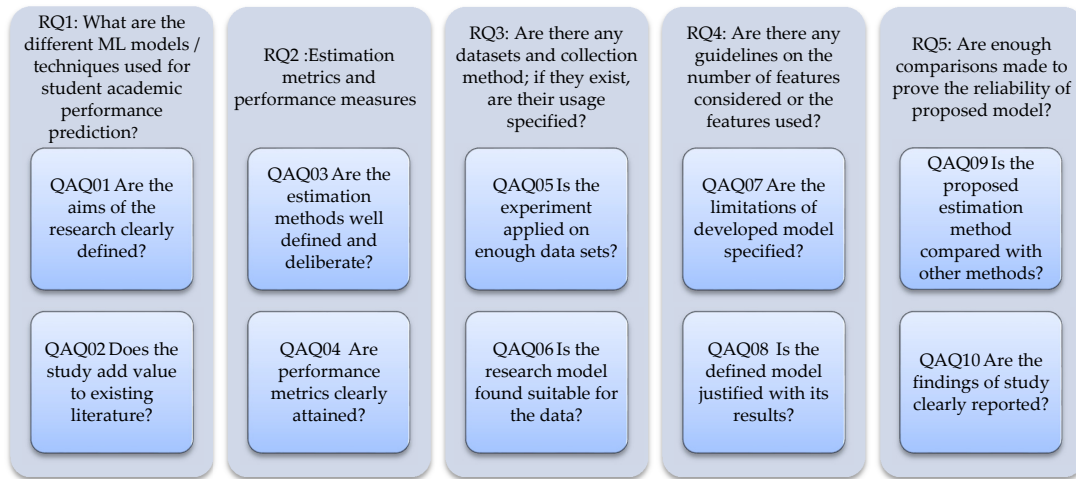 RQ1: What are the
different ML models /
techniques used for
student academic
performance
prediction?
QAQ01 Are the
aims of the
research clearly
defined?
QAQ02 Does the
study add value
to existing
literature?
RQ2 :Estimation
metrics and
performance measures
QAQ03 Are the
estimation
methods well
defined and
deliberate?
QAQ04 Are
performance
metrics clearly
attained?
RQ3: Are there any
datasets and collection
method; if they exist,
are their usage
specified?
QAQ05 Is the
experiment
applied on
enough data sets?
QAQ06 Is the
research model
found suitable for
the data?
RQ4: Are there any
guidelines on the
number of features
considered or the
features used?
QAQ07 Are the
limitations of
developed model
specified?
QAQ08 Is the
defined model
justified with its
results?
RQ5: Are enough
comparisons made to
prove the reliability of
proposed model?
QAQ09 Is the
proposed
estimation
method
compared with
other methods?
QAQ10 Are the
findings of study
clearly reported?